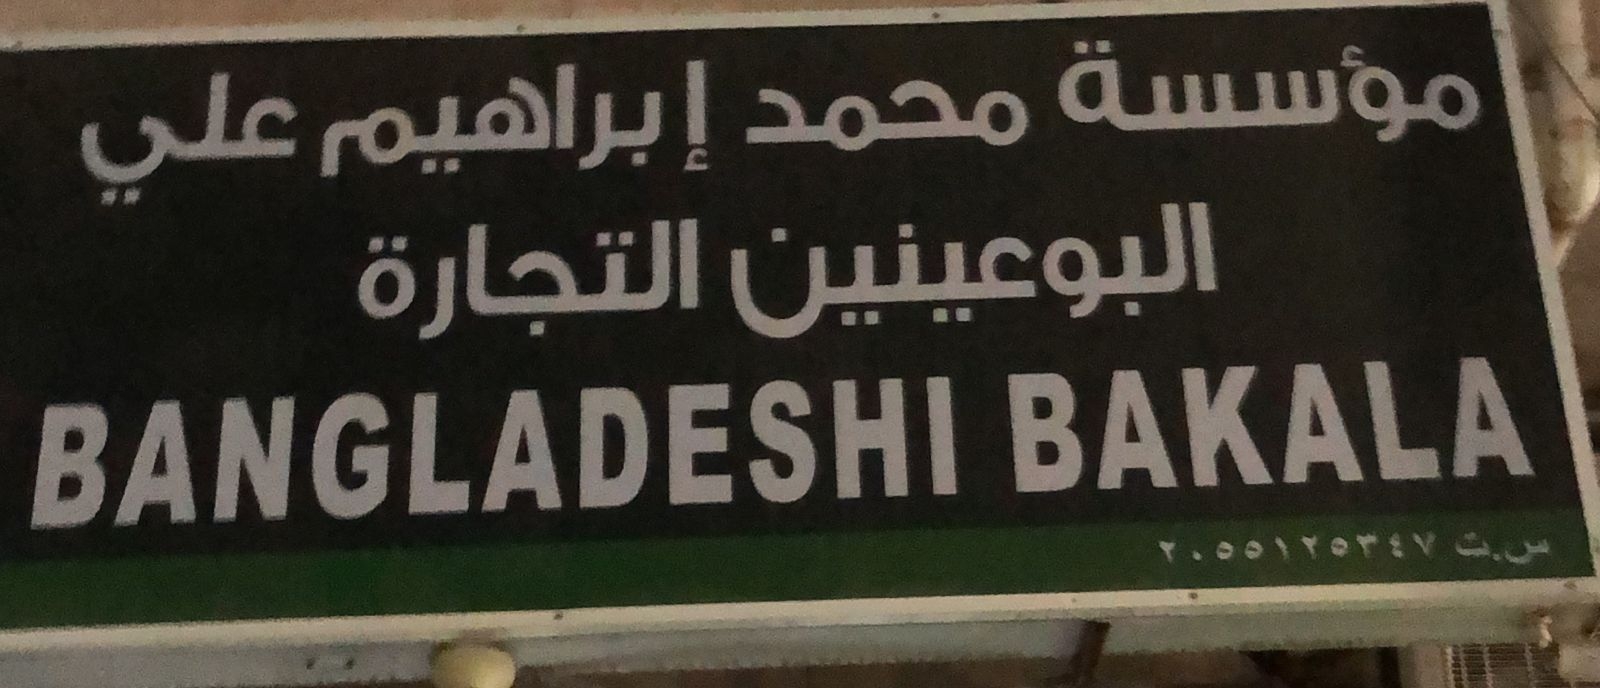 مؤسسة محمد إبراهيم علي
البوعينين التجارة
BANGLADESHI BAKALA
س.ت ٢٠٥٥١٢٥٣٤٧